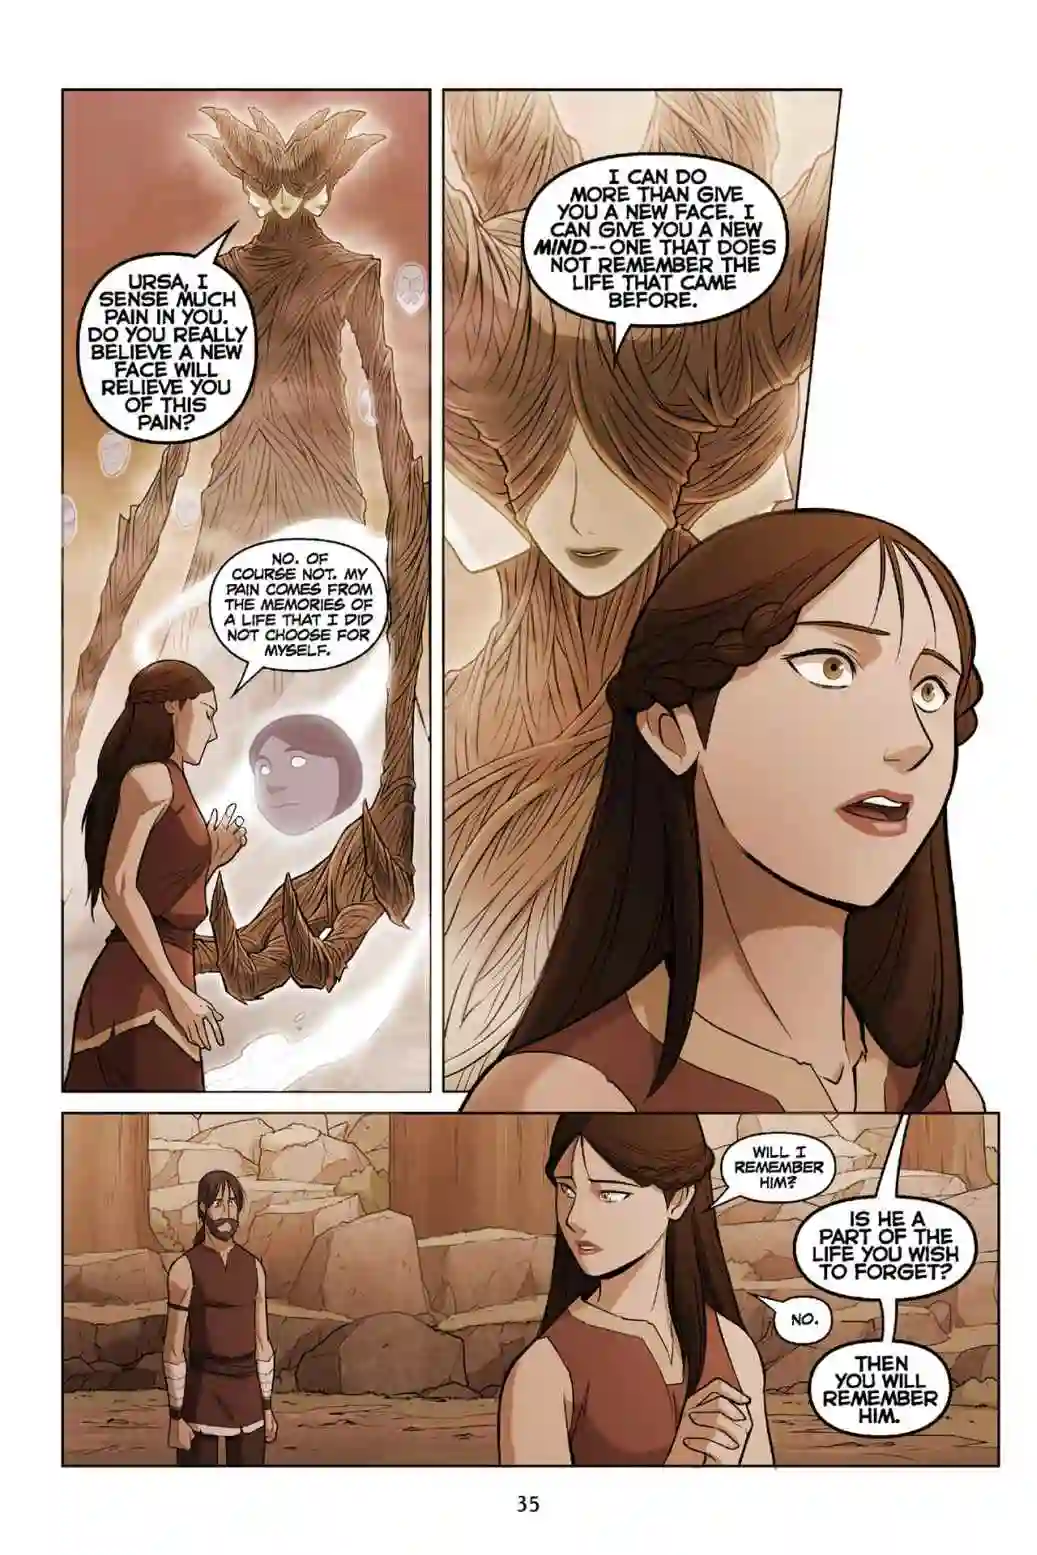 URSA, I
SENSE MUCH
PAIN IN YOU.
DO YOU REALLY
BELIEVE A NEW
FACE WILL
RELIEVE YOU
OF THIS
PAIN?
NO. OF
COURSE NOT. MY
PAIN COMES FROM
THE MEMORIES OF
A LIFE THAT I DID
NOT CHOOSE FOR
MYSELF.
I CAN DO
MORE THAN GIVE
YOU A NEW FACE. I
CAN GIVE YOU A NEW
MIND--ONE THAT DOES
NOT REMEMBER THE
LIFE THAT CAME
BEFORE.
WILL I
REMEMBER
HIM?
IS HE A
PART OF THE
LIFE YOU WISH
TO FORGET?
NO.
THEN
YOU WILL
REMEMBER
HIM.
35